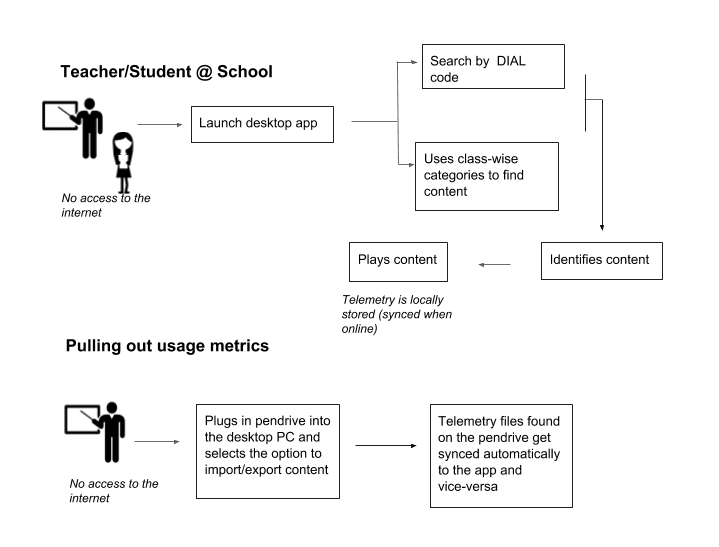 Teacher/Student @ School
Search by  DIAL
code
Launch desktop app
Uses class-wise
categories to find
content
No access to the
internet
Identifies content
Plays content
Telemetry is locally
stored (synced when
online)
Pulling out usage metrics
Plugs in pendrive into
the desktop PC and
selects the option to
import/export content
Telemetry files found
on the pendrive get
synced automatically
to the app and
vice-versa
No access to the
internet